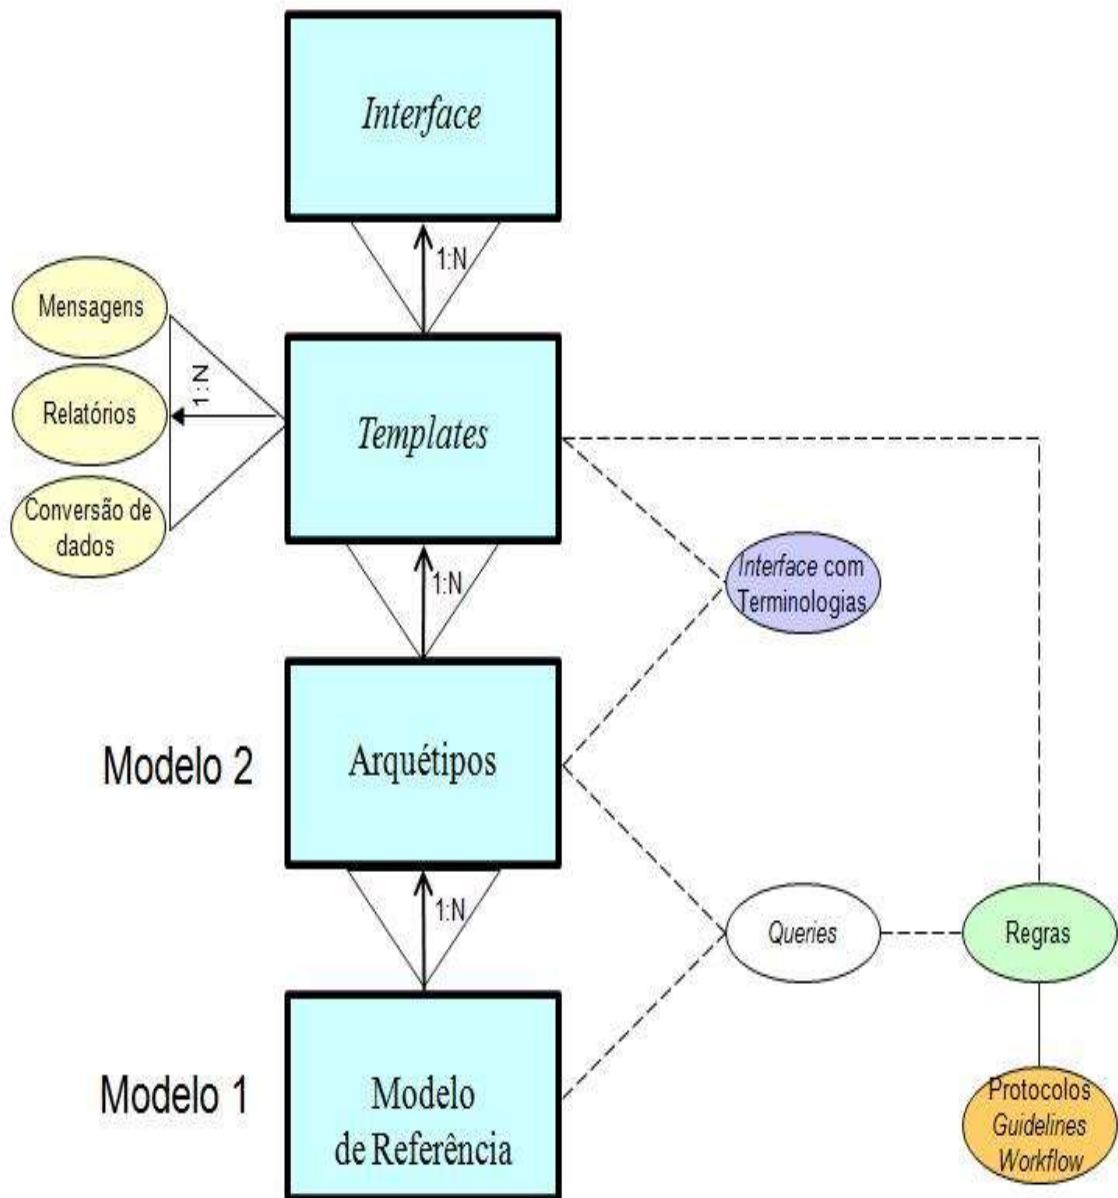 Interface
1:N
Mensagens
1:N
Relatórios
Templates
Conversão de
dados
1:N
Interface com
Terminologias
Modelo 2
Arquétipos
1:N
Queries
Regras
Modelo 1
Modelo
de Referência
Protocolos
Guidelines
Workflow